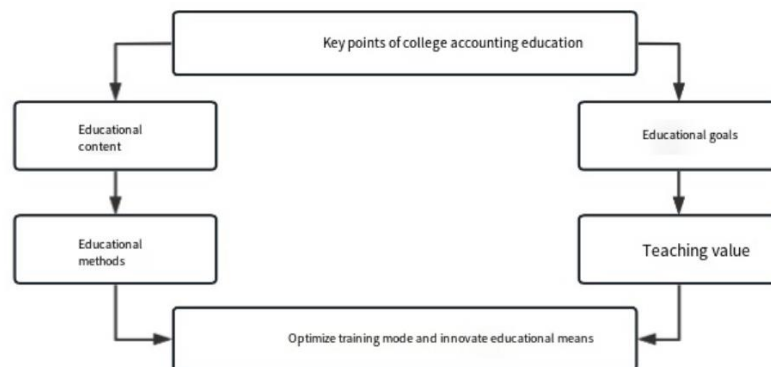 Key points of college accounting education
Educational
content
Educational goals
Educational
methods
Teaching value
Optimize training mode and innovate educational means